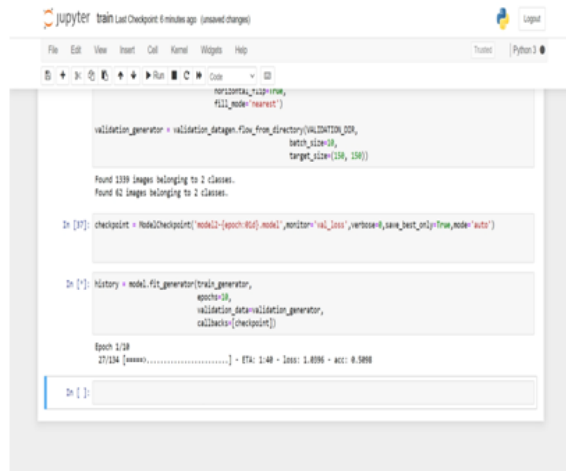 jupyter train Last Checkpoint: 6 minutes ago (unsaved changes) Logout
File Edit View Insert Cell Kernel Widgets Help Trusted Python 3
Run Code
horizontal_flip=True,
fill_mode='nearest')
validation_generator = validation_datagen.flow_from_directory(VALIDATION_DIR,
batch_size=10,
target_size=(150, 150))
Found 1339 images belonging to 2 classes.
Found 62 images belonging to 2 classes.
In [37]: checkpoint = ModelCheckpoint('model2-{epoch:01d}.model',monitor='val_loss',verbose=0,save_best_only=True,mode='auto')
In [*]: history = model.fit_generator(train_generator,
epochs=10,
validation_data=validation_generator,
callbacks=[checkpoint])
Epoch 1/10
27/134 [=====>........................] - ETA: 1:40 - loss: 1.0396 - acc: 0.5098
In [ ]: